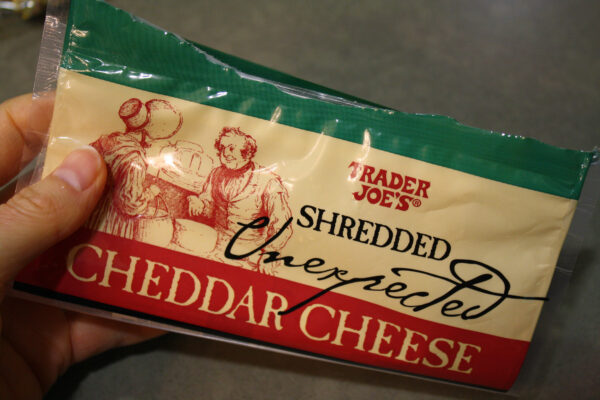 TRADER
JOE'S®
SHREDDED
Unexpected
CHEDDAR CHEESE